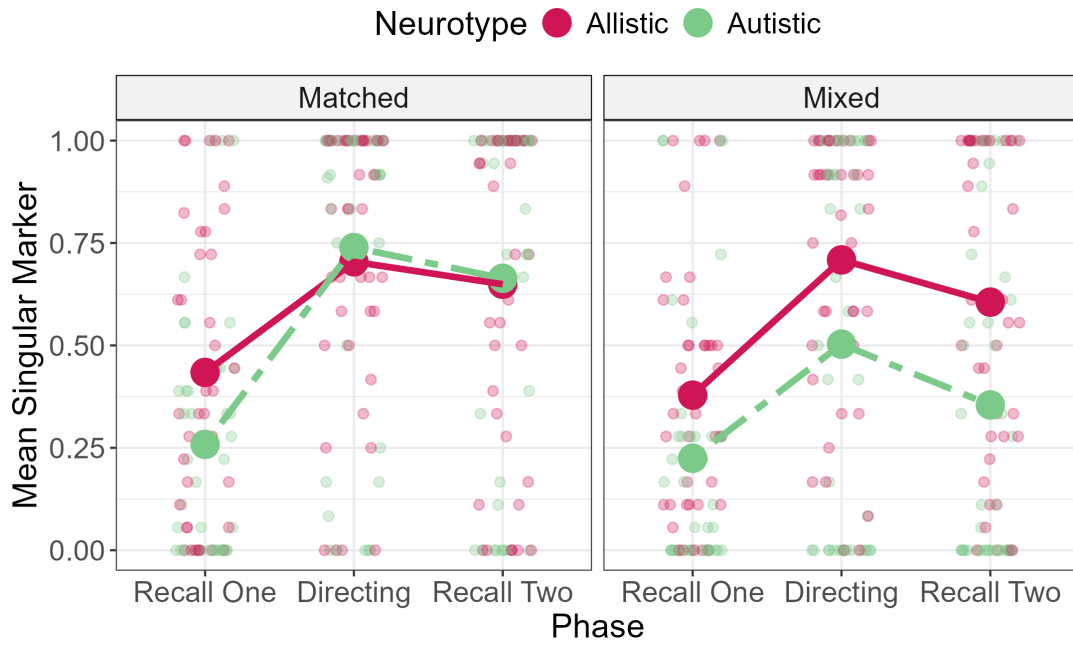 Neurotype Allistic Autistic
Matched Mixed
1.00
0.75
0.50
0.25
0.00
Mean Singular Marker
Recall One Directing Recall Two Recall One Directing Recall Two
Phase